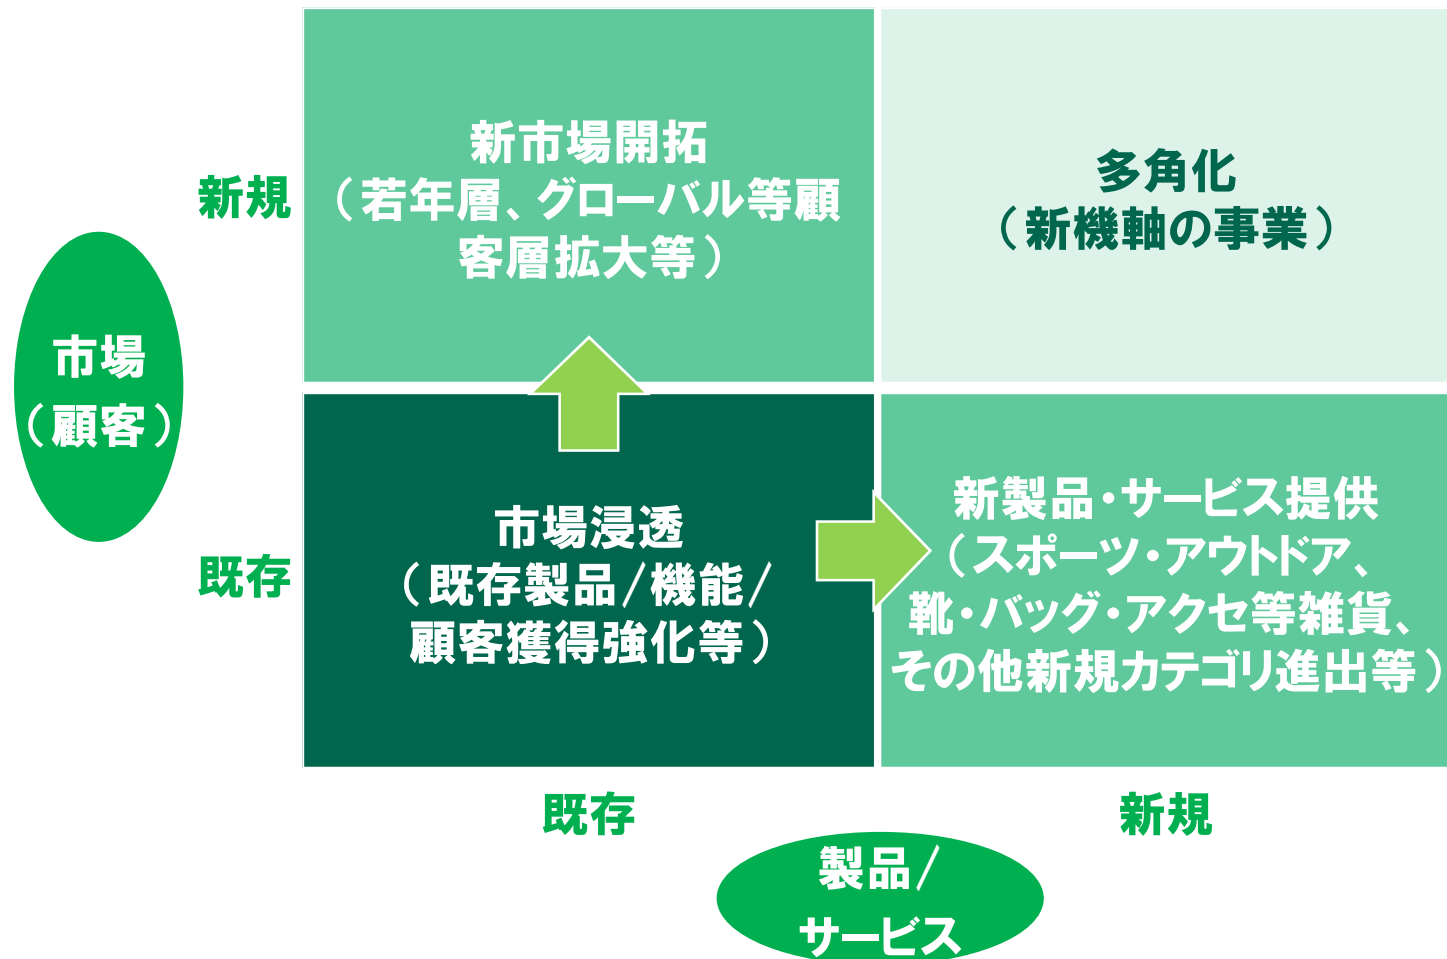 新市場開拓
（若年層、グローバル等顧
客層拡大等）
多角化
（新機軸の事業）
新規
市場
（顧客）
既存
市場浸透
（既存製品/機能/
顧客獲得強化等）
新製品・サービス提供
（スポーツ・アウトドア、
靴・バッグ・アクセ等雑貨、
その他新規カテゴリ進出等）
既存
新規
製品/
サービス